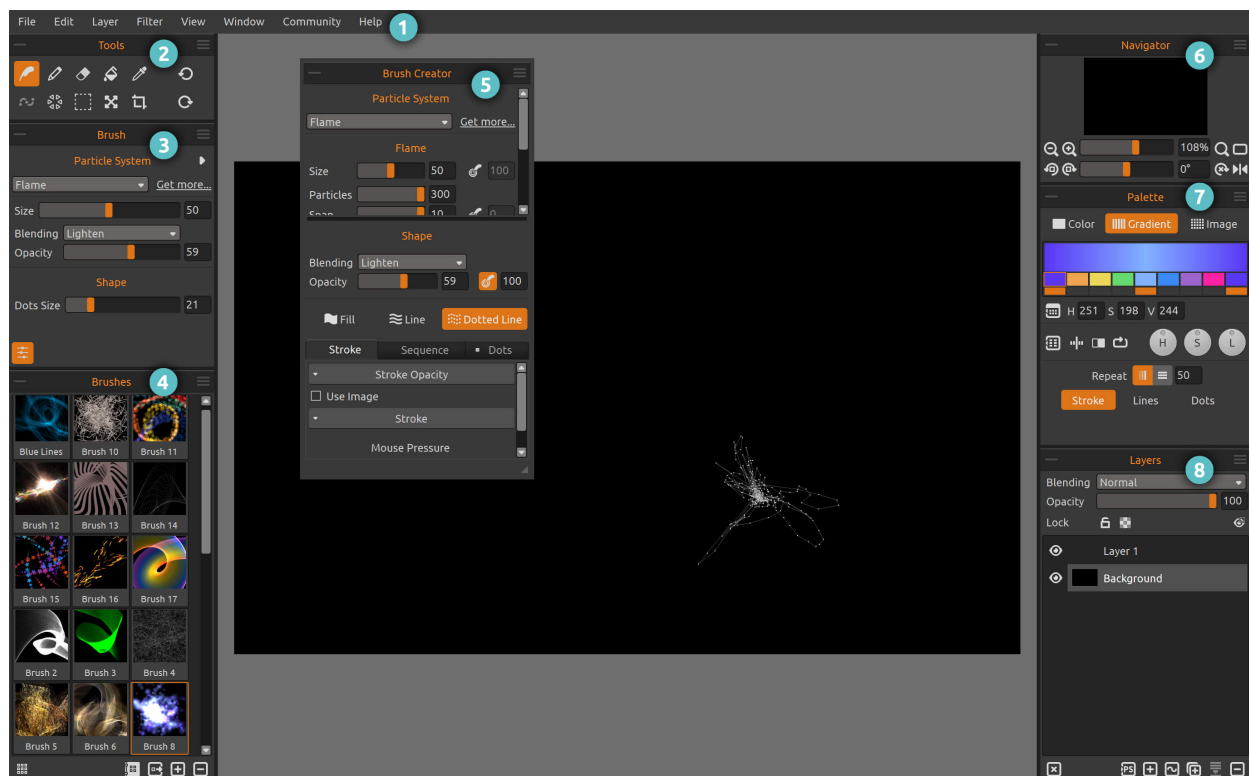 File Edit Layer Filter View Window Community Help 1
Tools 2
Brush 3
Particle System
Flame Get more...
Size 50
Blending Lighten
Opacity 59
Shape
Dots Size 21
Brushes 4
Blue Lines Brush 10 Brush 11
Brush 12 Brush 13 Brush 14
Brush 15 Brush 16 Brush 17
Brush 2 Brush 3 Brush 4
Brush 5 Brush 6 Brush 8
Brush Creator 5
Particle System
Flame Get more...
Flame
Size 50 100
Particles 300
Span 10 0
Shape
Blending Lighten
Opacity 59 100
Fill Line Dotted Line
Stroke Sequence Dots
Stroke Opacity
Use Image
Stroke
Mouse Pressure
Navigator 6
108%
0°
Palette 7
Color Gradient Image
H 251 S 198 V 244
H S L
Repeat 50
Stroke Lines Dots
Layers 8
Blending Normal
Opacity 100
Lock
Layer 1
Background
PS